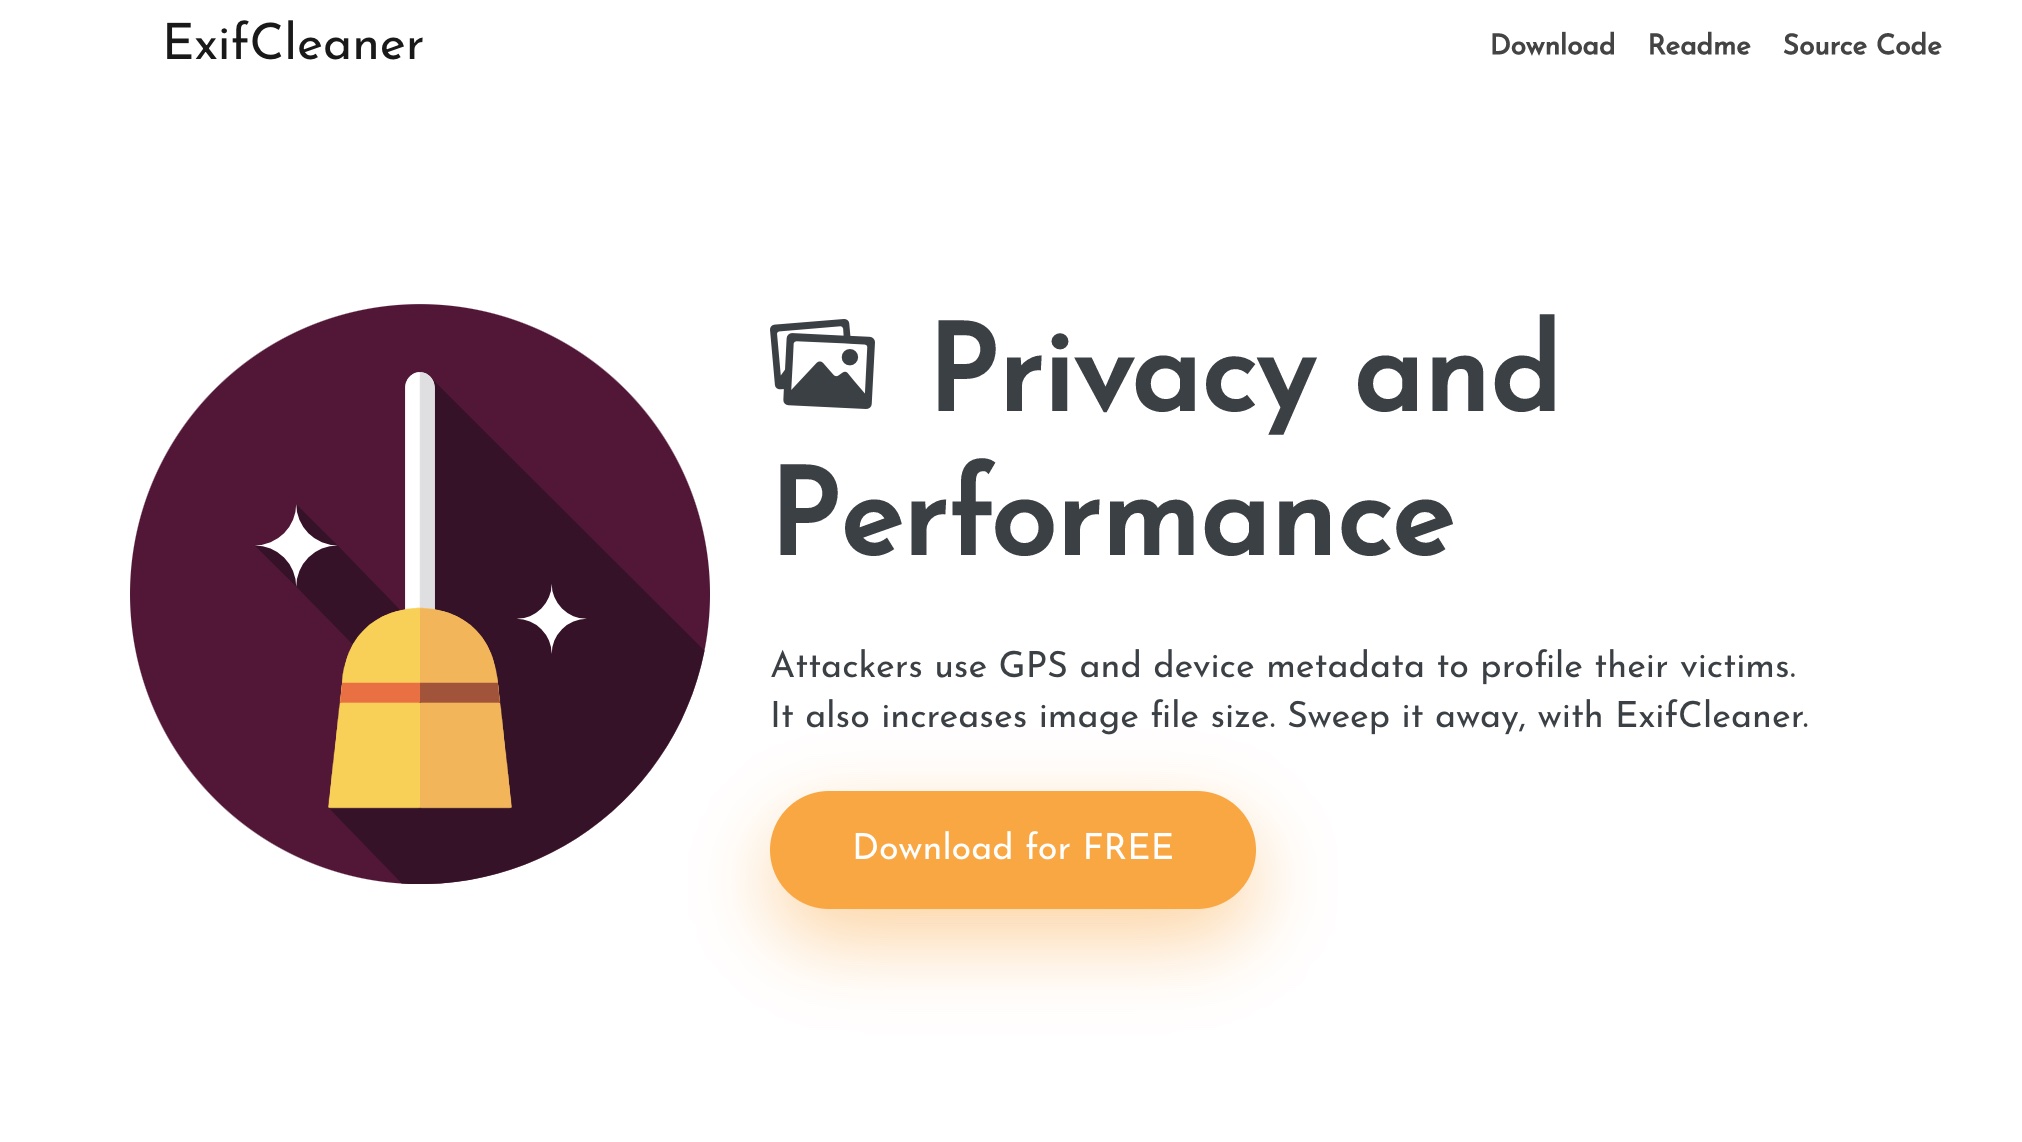 ExifCleaner
Download Readme Source Code
Privacy and
Performance
Attackers use GPS and device metadata to profile their victims.
It also increases image file size. Sweep it away, with ExifCleaner.
Download for FREE